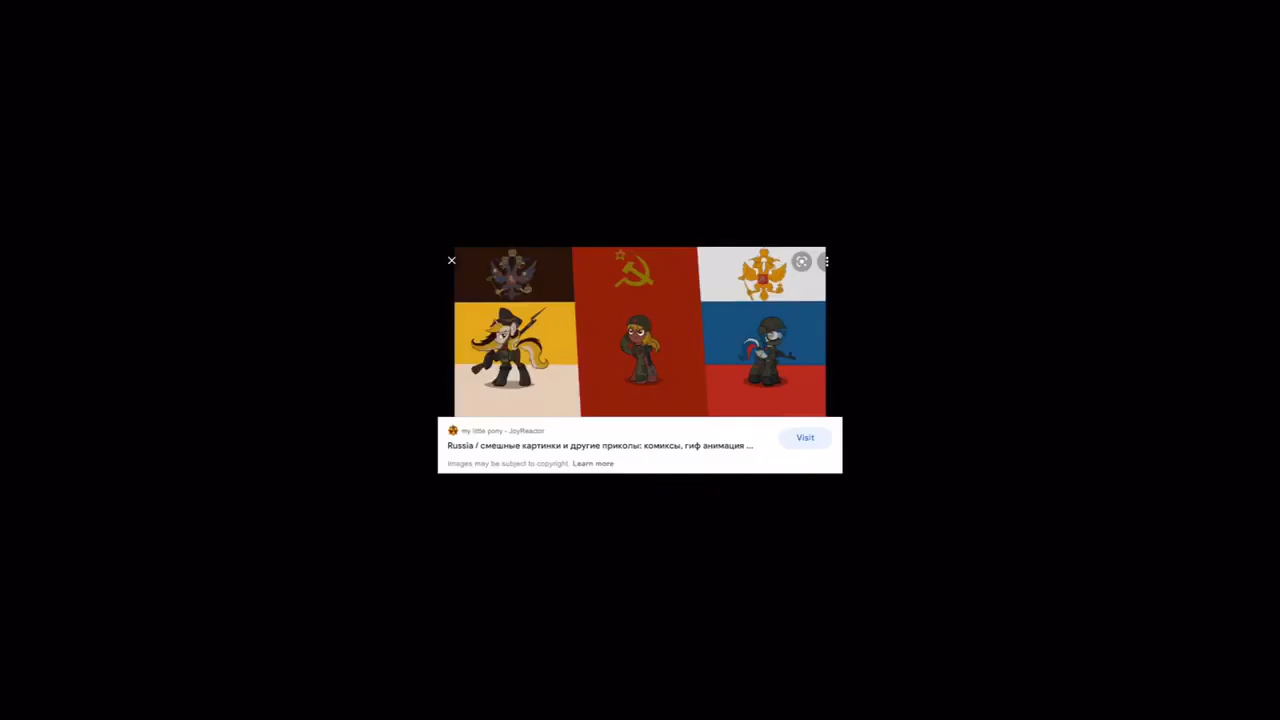 my little pony - JoyReactor
Russia / смешные картинки и другие приколы: комиксы, гиф анимация ...
Visit
Images may be subject to copyright. Learn more